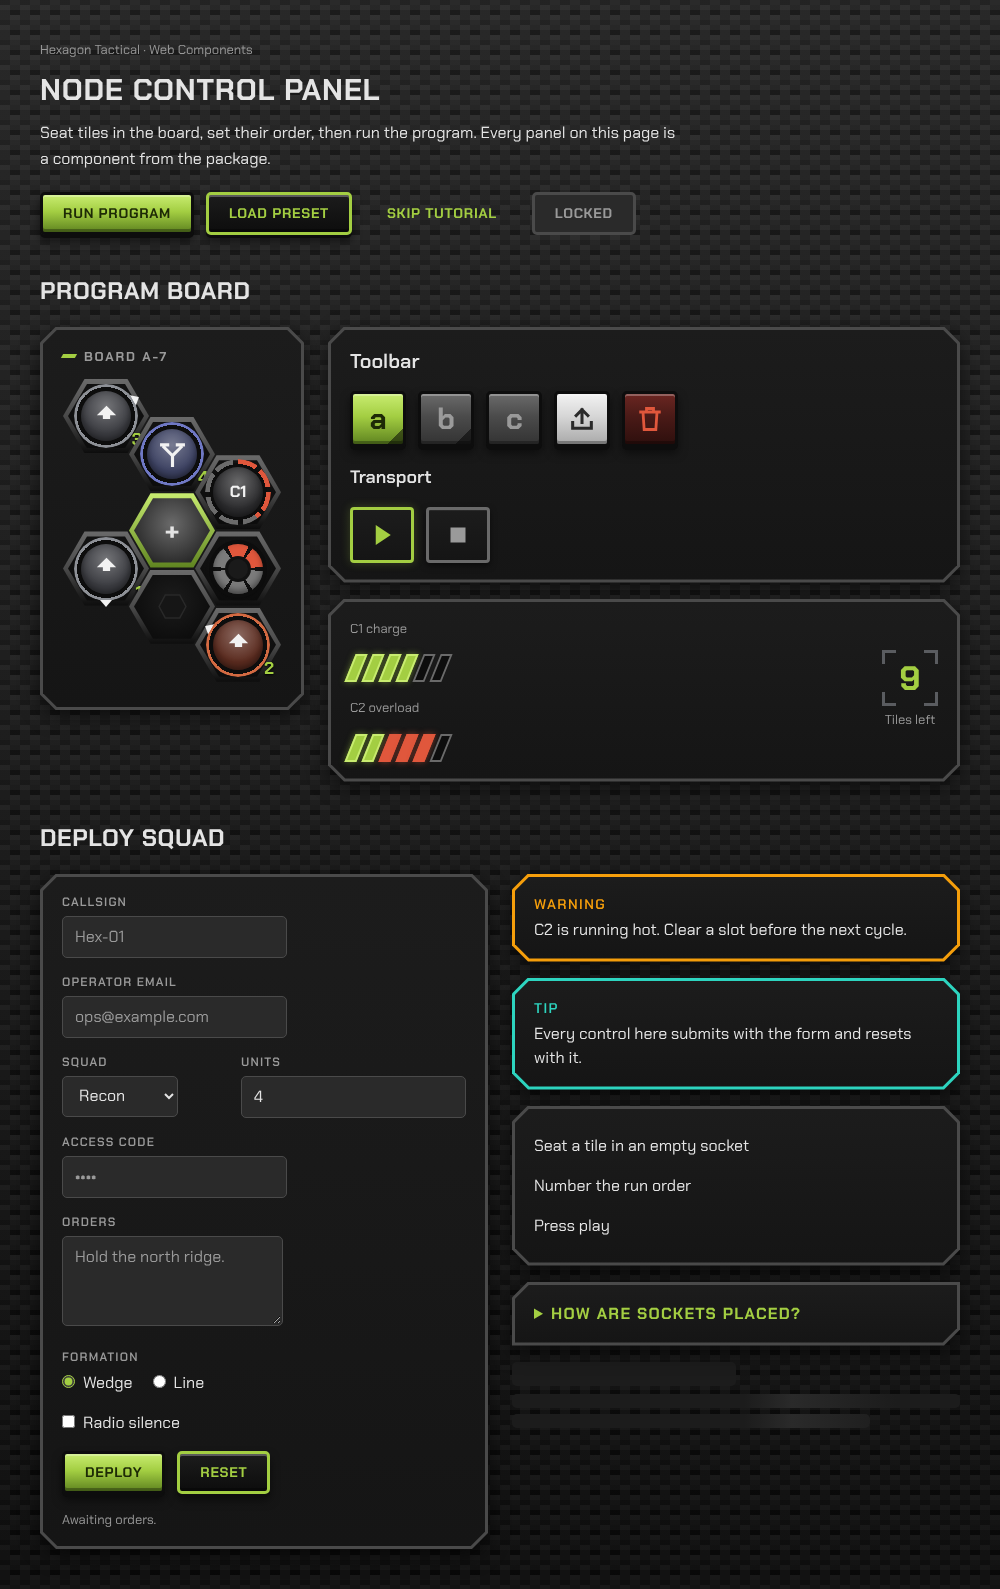 Hexagon Tactical · Web Components
NODE CONTROL PANEL
Seat tiles in the board, set their order, then run the program. Every panel on this page is
a component from the package.
RUN PROGRAM
LOAD PRESET
SKIP TUTORIAL
LOCKED
PROGRAM BOARD
BOARD A-7
3
4
C1
+
1
2
Toolbar
a
b
c
Transport
C1 charge
C2 overload
9
Tiles left
DEPLOY SQUAD
CALLSIGN
Hex-01
OPERATOR EMAIL
ops@example.com
SQUAD
UNITS
Recon
4
ACCESS CODE
••••
ORDERS
Hold the north ridge.
FORMATION
Wedge
Line
Radio silence
DEPLOY
RESET
Awaiting orders.
WARNING
C2 is running hot. Clear a slot before the next cycle.
TIP
Every control here submits with the form and resets
with it.
Seat a tile in an empty socket
Number the run order
Press play
HOW ARE SOCKETS PLACED?